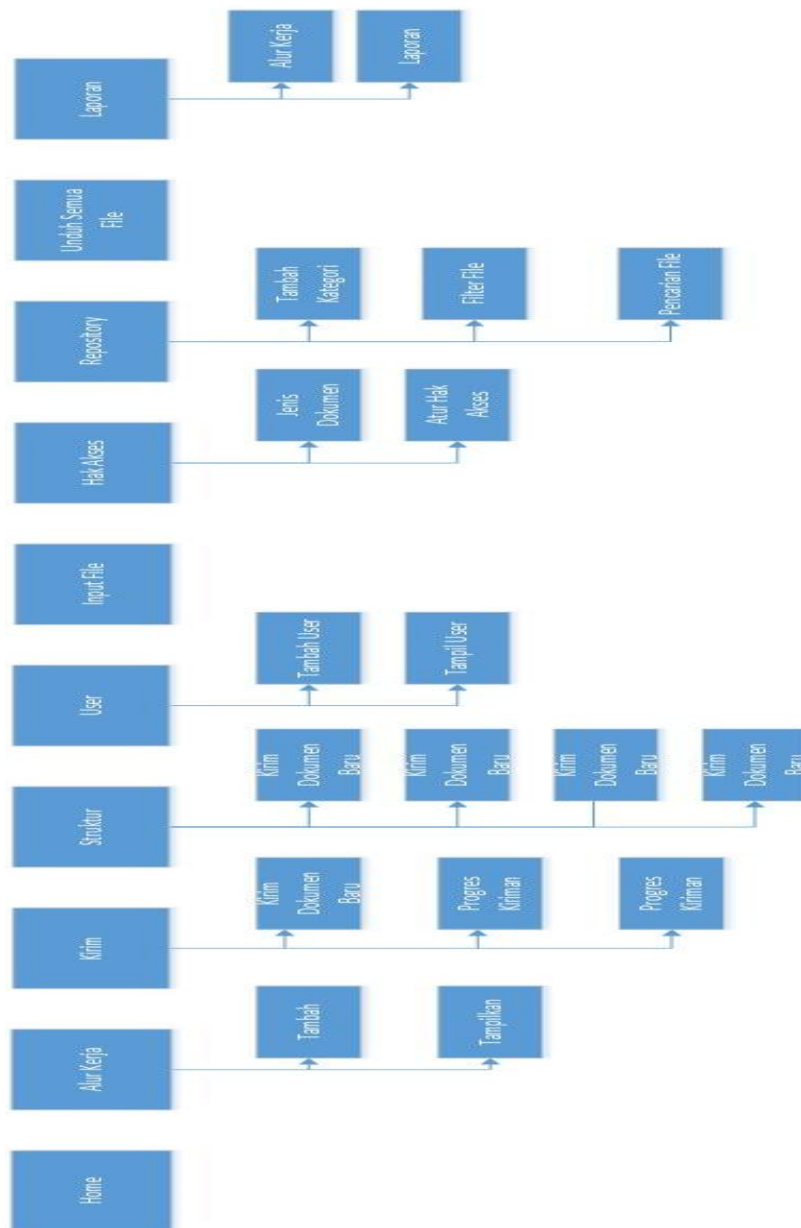 Home
Alur Kerja
Kirim
Struktur
User
Input File
Hak Akses
Repository
Unduh Semua
File
Laporan
Tambah
Tampilkan
Kirim
Dokumen
Baru
Progres
Kiriman
Progres
Kiriman
Kirim
Dokumen
Baru
Kirim
Dokumen
Baru
Kirim
Dokumen
Baru
Kirim
Dokumen
Baru
Tambah User
Tampil User
Jenis
Dokumen
Atur Hak
Akses
Tambah
Kategori
Filter File
Pencarian File
Alur Kerja
Laporan